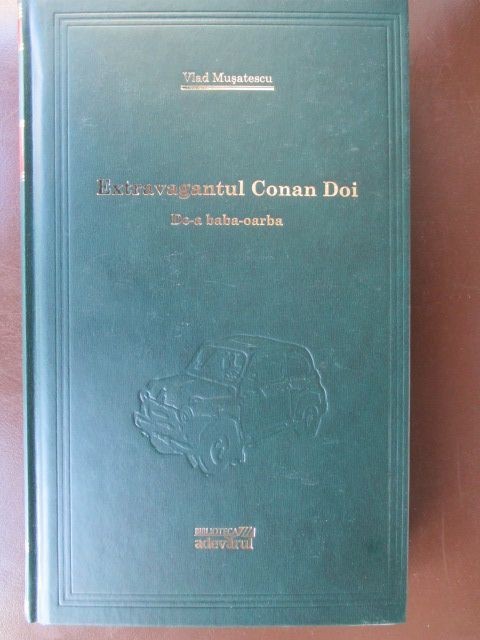 Vlad Mușatescu
Extravagantul Conan Doi
De-a baba-oarba
BIBLIOTECA
adevărul